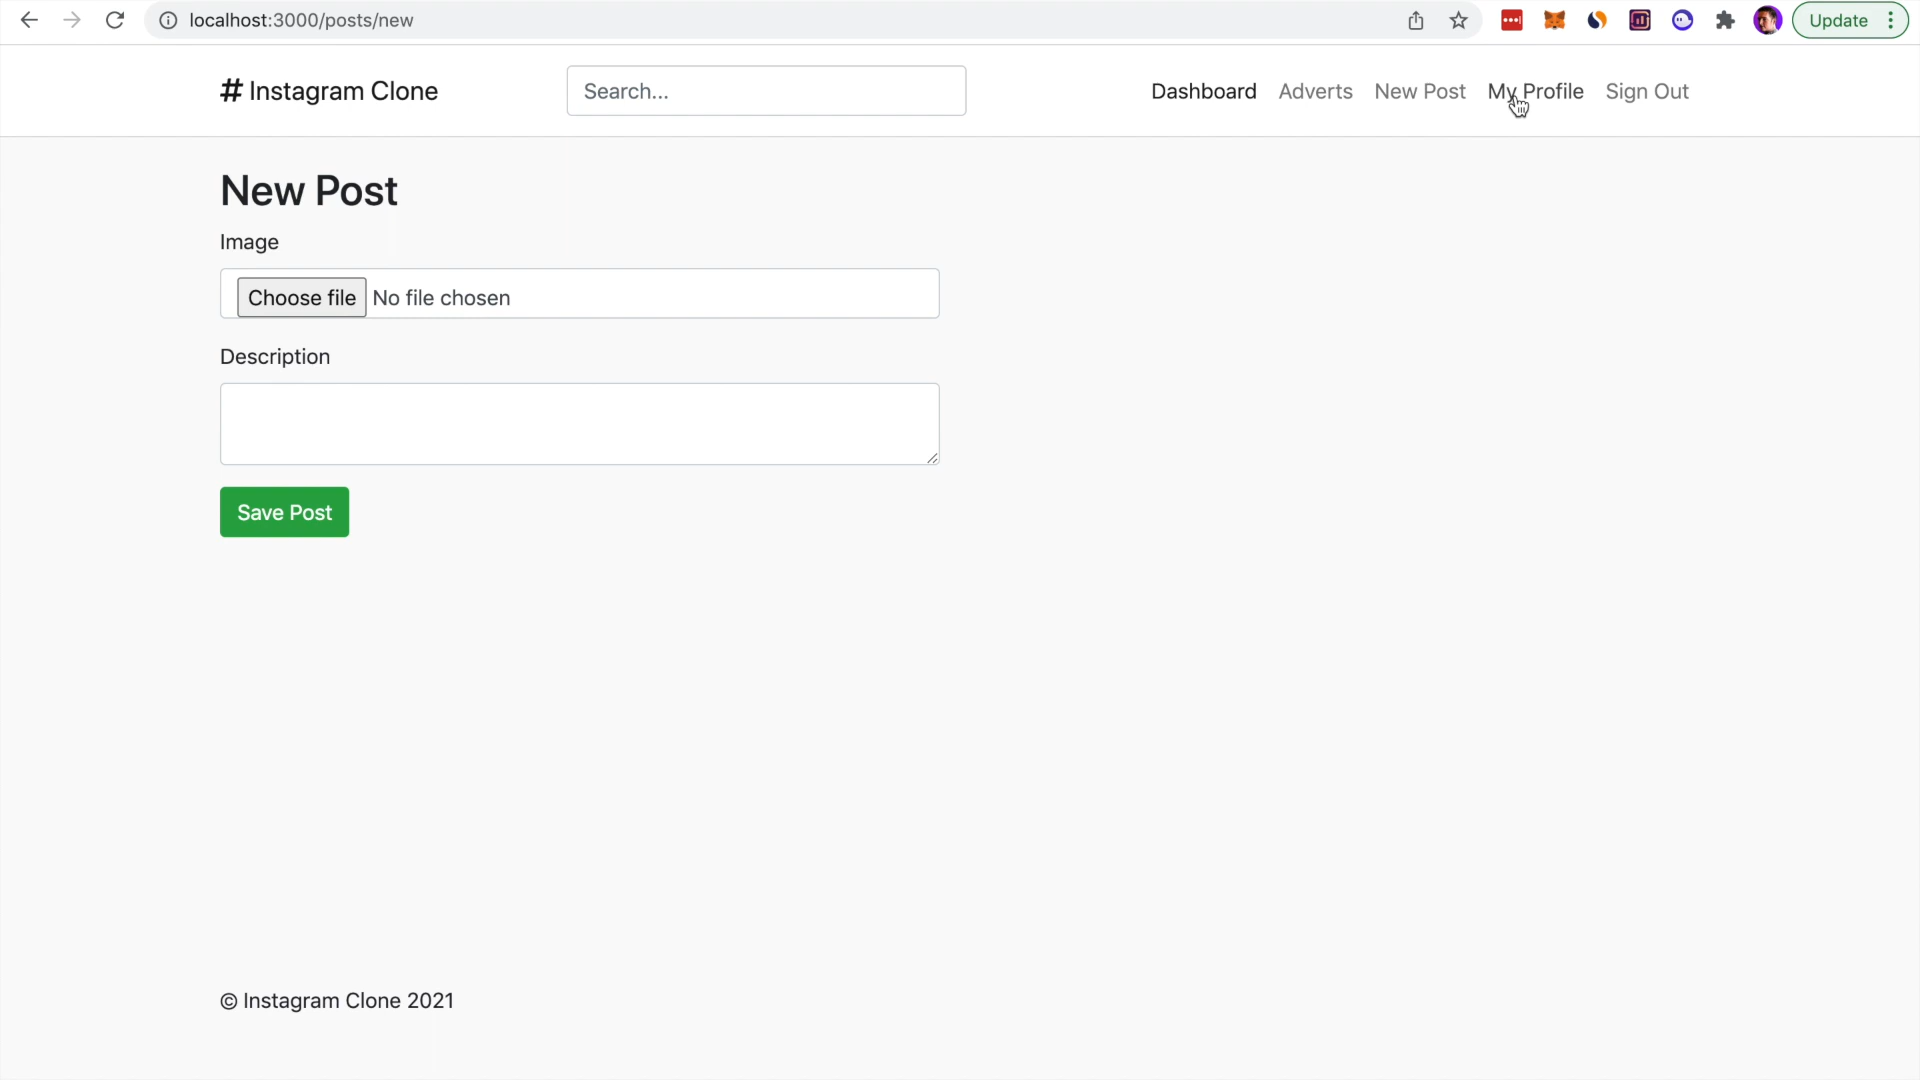 localhost:3000/posts/new
Update
# Instagram Clone
Search...
Dashboard
Adverts
New Post
My Profile
Sign Out
New Post
Image
Choose file No file chosen
Description
Save Post
© Instagram Clone 2021